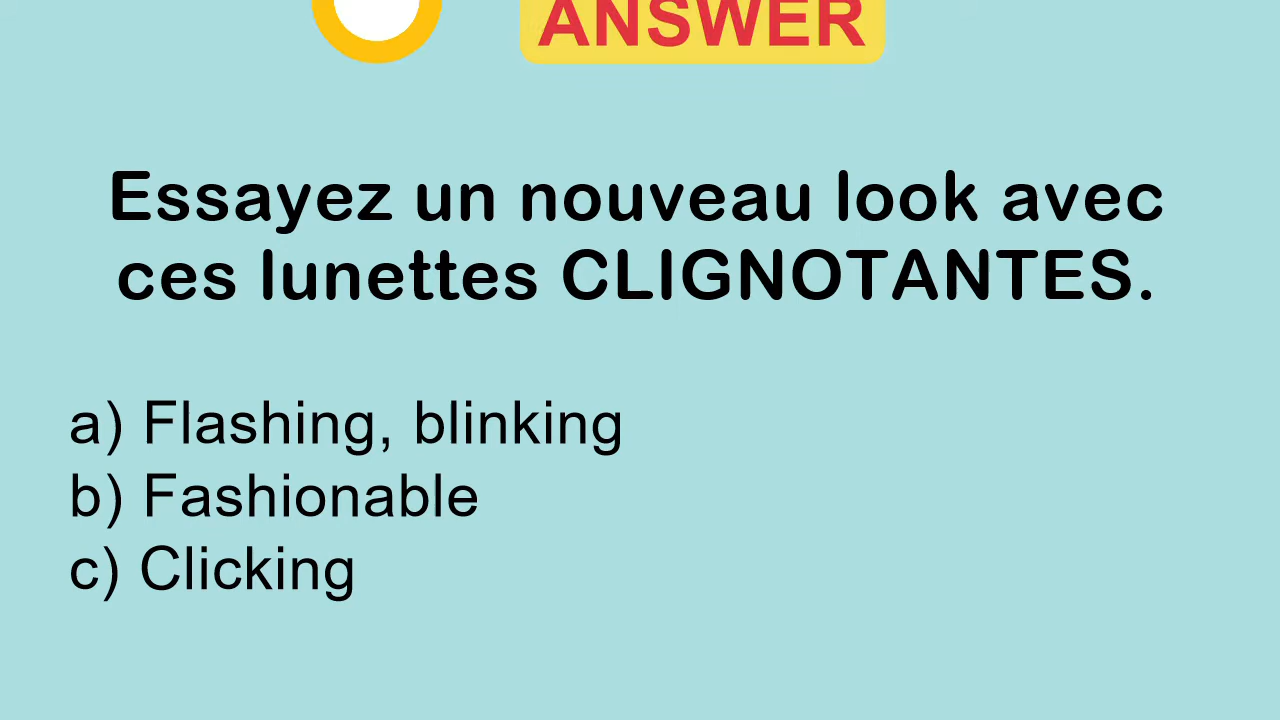 ANSWER
Essayez un nouveau look avec
ces lunettes CLIGNOTANTES.
a) Flashing, blinking
b) Fashionable
c) Clicking